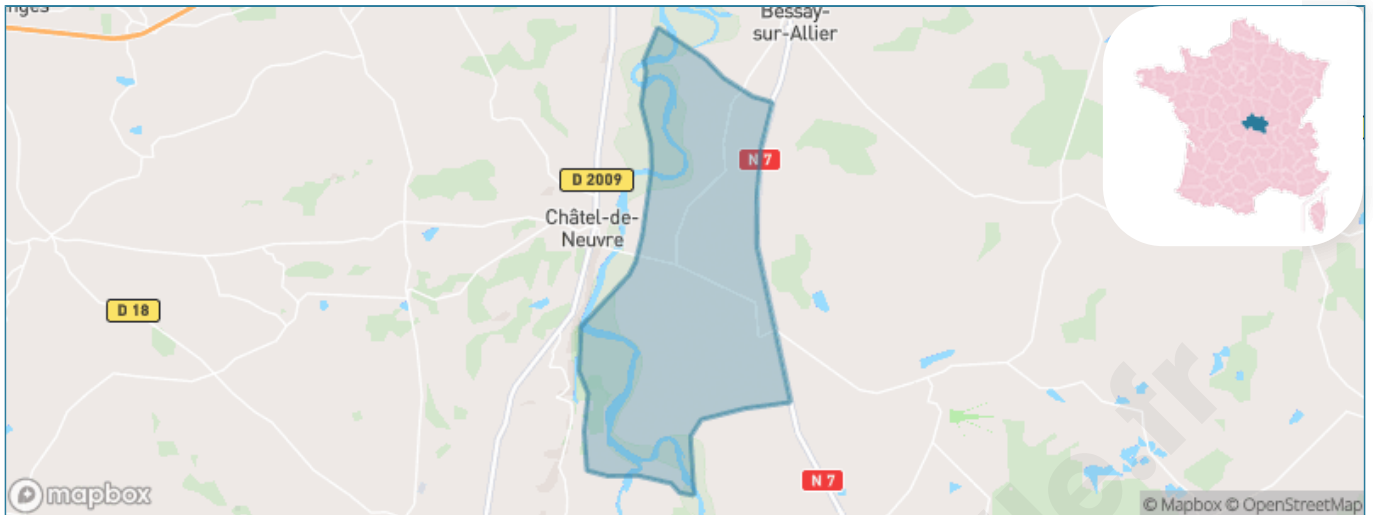 Bessay-
sur-Allier
N 7
D 2009
Châtel-de-
Neuvre
D 18
N 7
mapbox
© Mapbox © OpenStreetMap